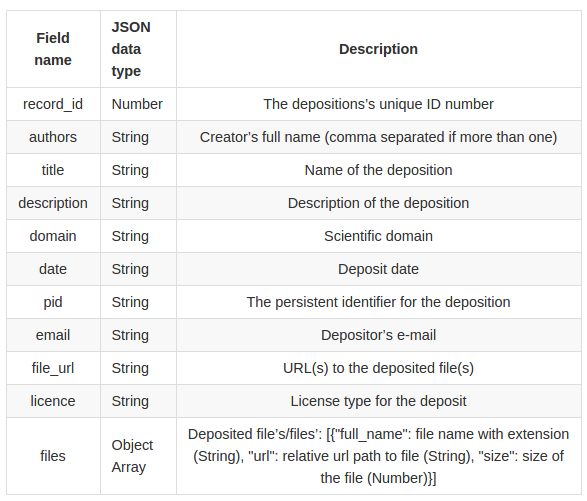 Field name JSON data type Description
record_id Number The depositions's unique ID number
authors String Creator's full name (comma separated if more than one)
title String Name of the deposition
description String Description of the deposition
domain String Scientific domain
date String Deposit date
pid String The persistent identifier for the deposition
email String Depositor's e-mail
file_url String URL(s) to the deposited file(s)
licence String License type for the deposit
files Object Array Deposited file's/files': [{"full_name": file name with extension
(String), "url": relative url path to file (String), "size": size of
the file (Number)}]